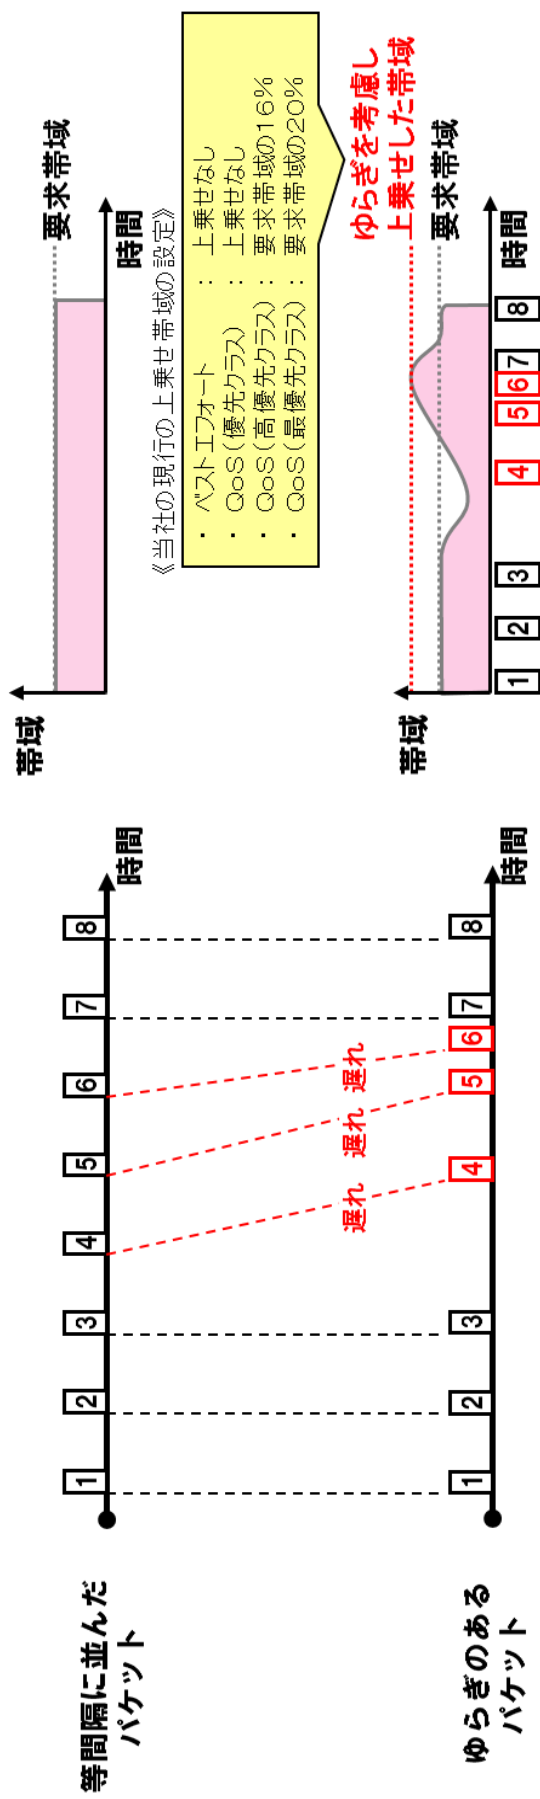 等間隔に並んだ
パケット
1 2 3 4 5 6 7 8
時間
遅れ 遅れ 遅れ
ゆらぎのある
パケット
1 2 3 4 5 6 7 8
時間
帯域
要求帯域
時間
《当社の現行の上乗せ帯域の設定》
・ ベストエフォート : 上乗せなし
・ QoS(優先クラス) : 上乗せなし
・ QoS(高優先クラス) : 要求帯域の16%
・ QoS(最優先クラス) : 要求帯域の20%
ゆらぎを考慮し
上乗せした帯域
帯域
要求帯域
時間
1 2 3 4 5 6 7 8